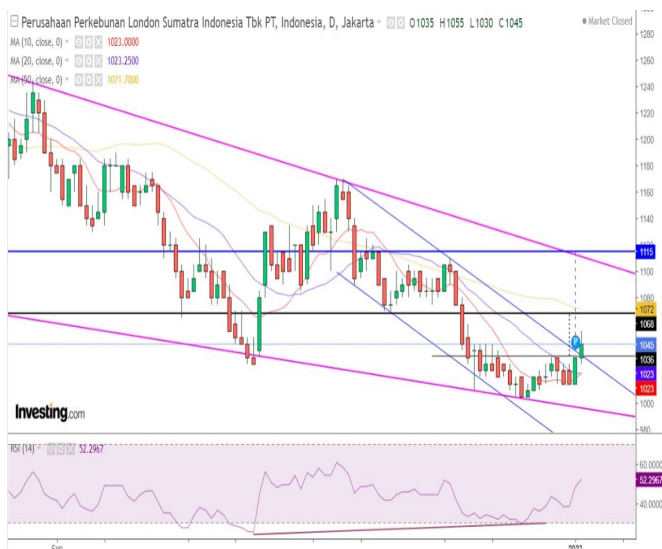 Perusahaan Perkebunan London Sumatra Indonesia Tbk PT, Indonesia, D, Jakarta O1035 H1055 L1030 C1045
Market Closed
MA (10, close, 0) 1023.0000
MA (20, close, 0) 1023.2500
MA (50, close, 0) 1071.7000
1280
1260
1240
1220
1200
1180
1160
1140
1115
1100
1080
1072
1068
1045
1036
1023
1023
1000
980
P
Investing.com
RSI (14) 52.2967
60.0000
52.2967
40.0000
Sep
2022